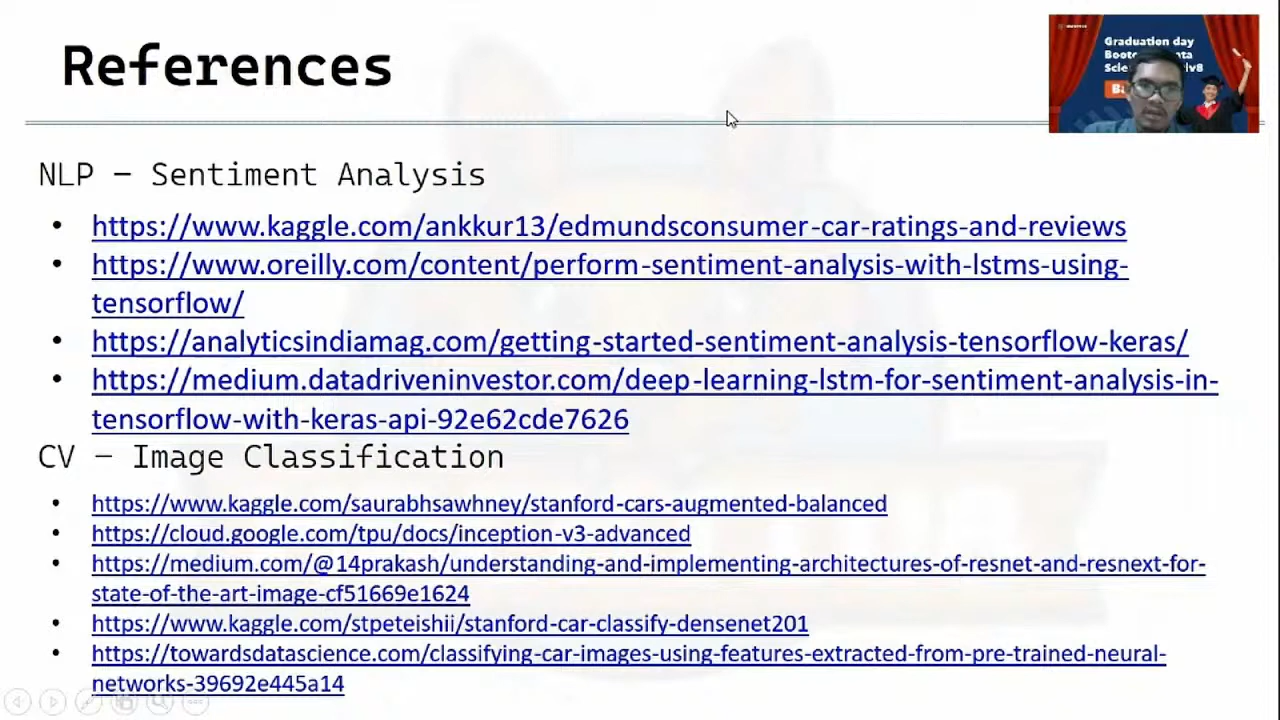 References
Graduation day
NLP – Sentiment Analysis
• https://www.kaggle.com/ankkur13/edmundsconsumer-car-ratings-and-reviews
• https://www.oreilly.com/content/perform-sentiment-analysis-with-lstms-using-
tensorflow/
• https://analyticsindiamag.com/getting-started-sentiment-analysis-tensorflow-keras/
• https://medium.datadriveninvestor.com/deep-learning-lstm-for-sentiment-analysis-in-
tensorflow-with-keras-api-92e62cde7626
CV – Image Classification
• https://www.kaggle.com/saurabhsawhney/stanford-cars-augmented-balanced
• https://cloud.google.com/tpu/docs/inception-v3-advanced
• https://medium.com/@14prakash/understanding-and-implementing-architectures-of-resnet-and-resnext-for-
state-of-the-art-image-cf51669e1624
• https://www.kaggle.com/stpeteishii/stanford-car-classify-densenet201
• https://towardsdatascience.com/classifying-car-images-using-features-extracted-from-pre-trained-neural-
networks-39692e445a14